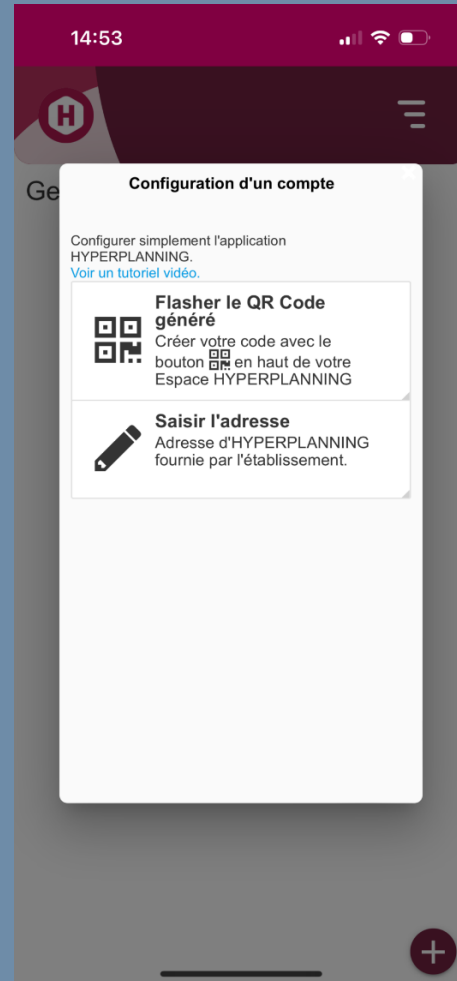 14:53
H
Ge
Configuration d'un compte
Configurer simplement l'application
HYPERPLANNING.
Voir un tutoriel vidéo.
Flasher le QR Code
généré
Créer votre code avec le
bouton en haut de votre
Espace HYPERPLANNING
Saisir l'adresse
Adresse d'HYPERPLANNING
fournie par l'établissement.